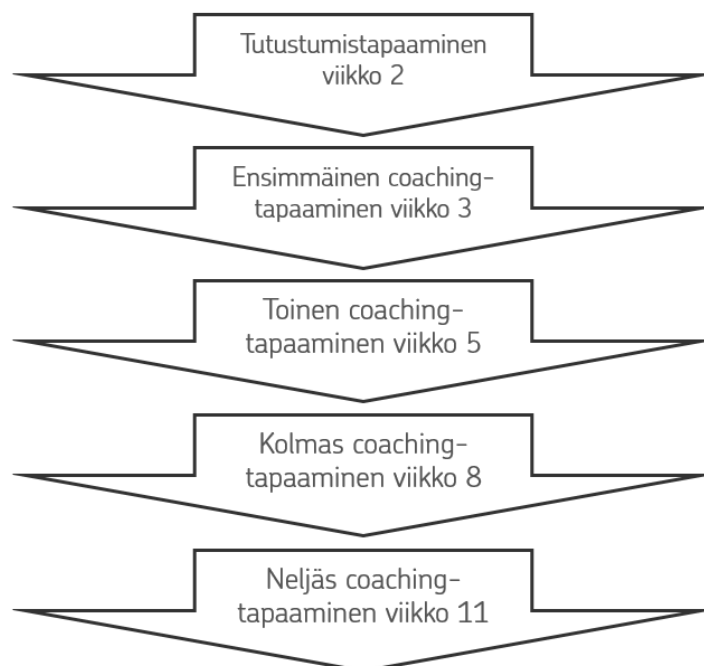 Tutustumistapaaminen
viikko 2
Ensimmäinen coaching-
tapaaminen viikko 3
Toinen coaching-
tapaaminen viikko 5
Kolmas coaching-
tapaaminen viikko 8
Neljäs coaching-
tapaaminen viikko 11